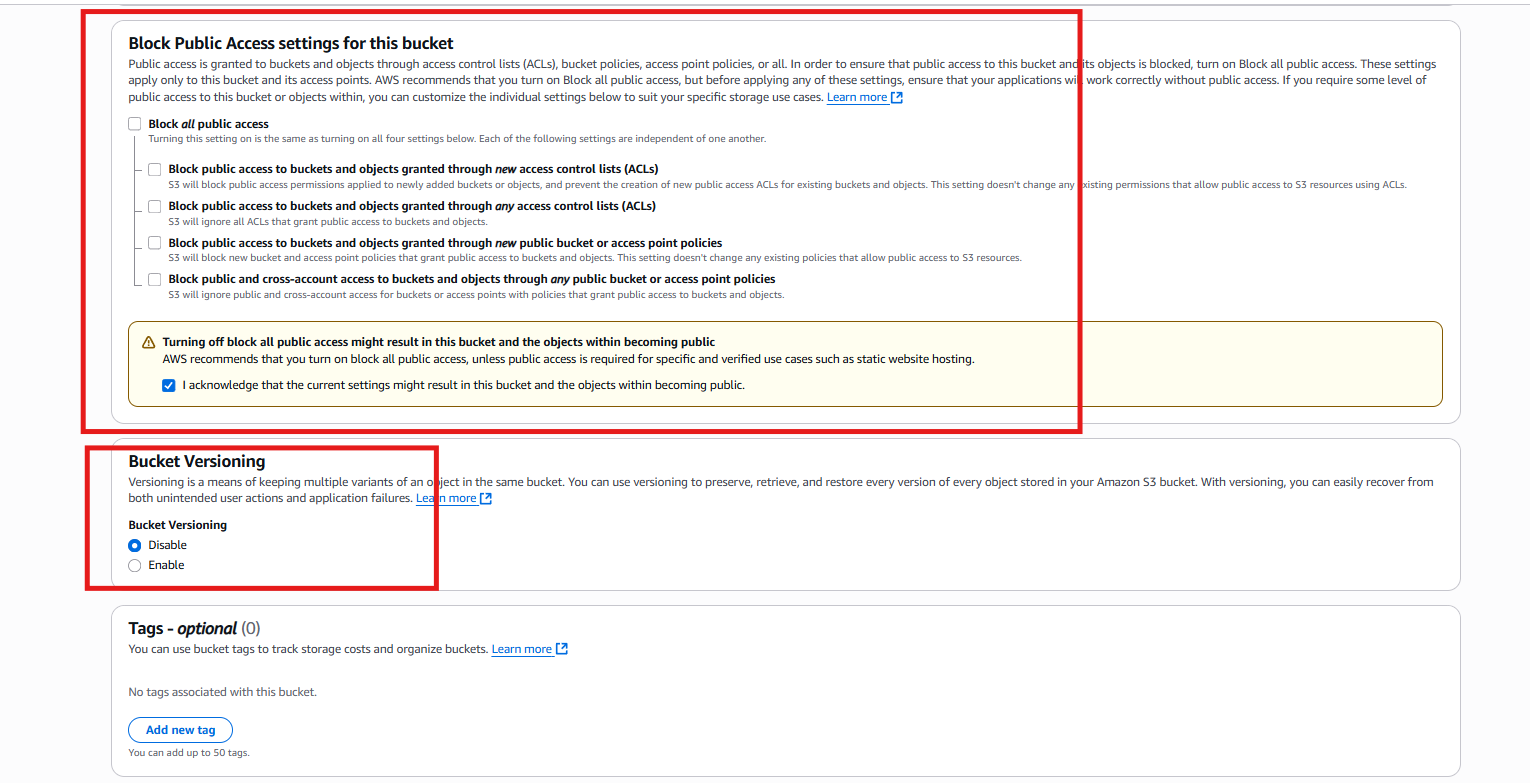 Block Public Access settings for this bucket
Public access is granted to buckets and objects through access control lists (ACLs), bucket policies, access point policies, or all. In order to ensure that public access to this bucket and its objects is blocked, turn on Block all public access. These settings
apply only to this bucket and its access points. AWS recommends that you turn on Block all public access, but before applying any of these settings, ensure that your applications will work correctly without public access. If you require some level of
public access to this bucket or objects within, you can customize the individual settings below to suit your specific storage use cases. Learn more
Block all public access
Turning this setting on is the same as turning on all four settings below. Each of the following settings are independent of one another.
Block public access to buckets and objects granted through new access control lists (ACLs)
S3 will block public access permissions applied to newly added buckets or objects, and prevent the creation of new public access ACLs for existing buckets and objects. This setting doesn't change any existing permissions that allow public access to S3 resources using ACLs.
Block public access to buckets and objects granted through any access control lists (ACLs)
S3 will ignore all ACLs that grant public access to buckets and objects.
Block public access to buckets and objects granted through new public bucket or access point policies
S3 will block new bucket and access point policies that grant public access to buckets and objects. This setting doesn't change any existing policies that allow public access to S3 resources.
Block public and cross-account access to buckets and objects through any public bucket or access point policies
S3 will ignore public and cross-account access for buckets or access points with policies that grant public access to buckets and objects.
Turning off block all public access might result in this bucket and the objects within becoming public
AWS recommends that you turn on block all public access, unless public access is required for specific and verified use cases such as static website hosting.
I acknowledge that the current settings might result in this bucket and the objects within becoming public.
Bucket Versioning
Versioning is a means of keeping multiple variants of an object in the same bucket. You can use versioning to preserve, retrieve, and restore every version of every object stored in your Amazon S3 bucket. With versioning, you can easily recover from
both unintended user actions and application failures. Learn more
Bucket Versioning
Disable
Enable
Tags - optional (0)
You can use bucket tags to track storage costs and organize buckets. Learn more
No tags associated with this bucket.
Add new tag
You can add up to 50 tags.